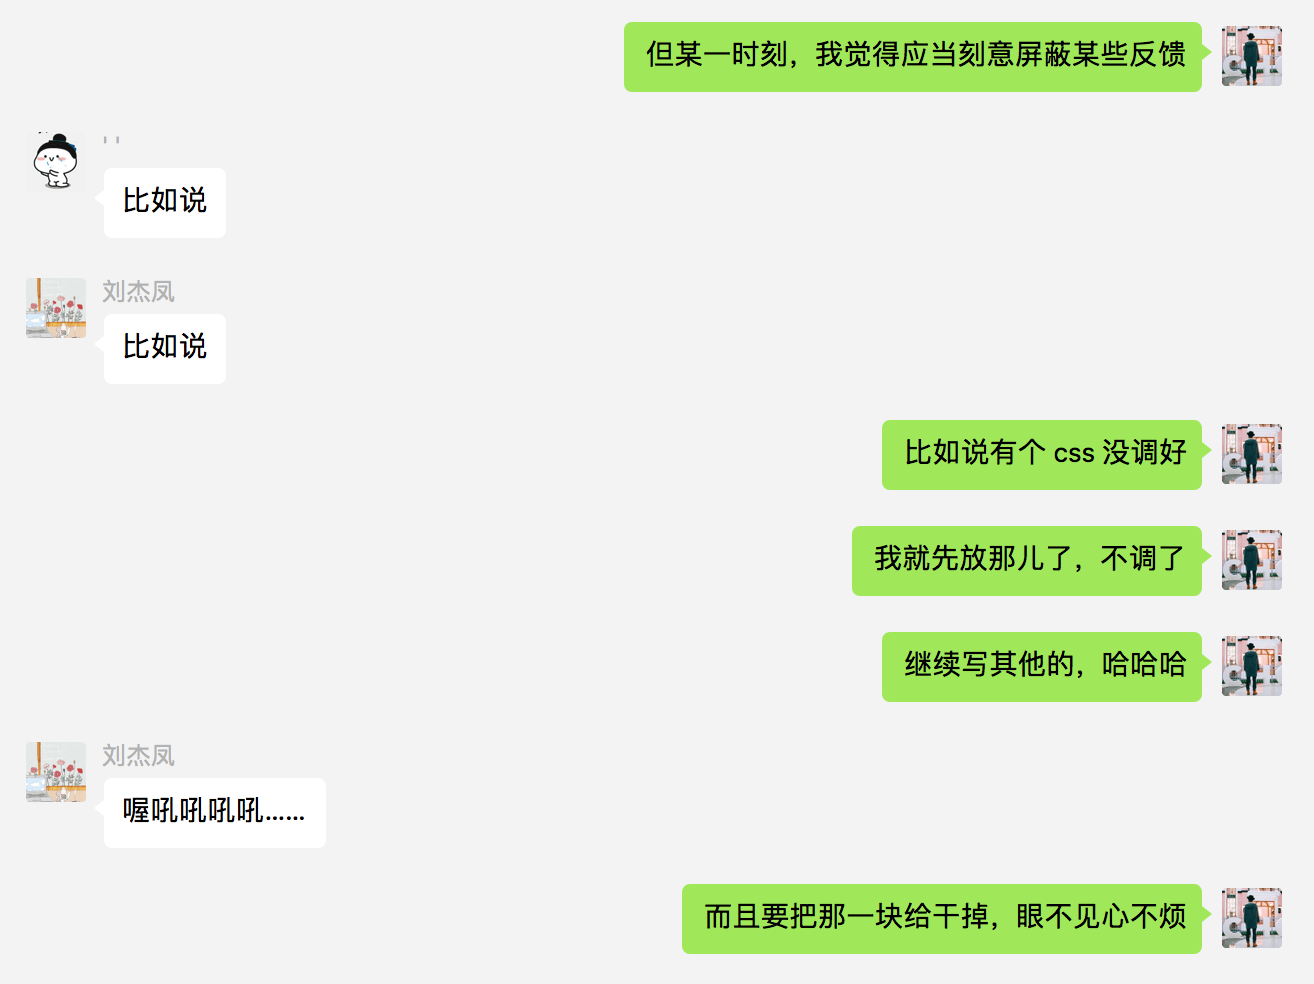 但某一时刻，我觉得应当刻意屏蔽某些反馈
' '
比如说
刘杰凤
比如说
比如说有个 css 没调好
我就先放那儿了，不调了
继续写其他的，哈哈哈
刘杰凤
喔吼吼吼吼......
而且要把那一块给干掉，眼不见心不烦